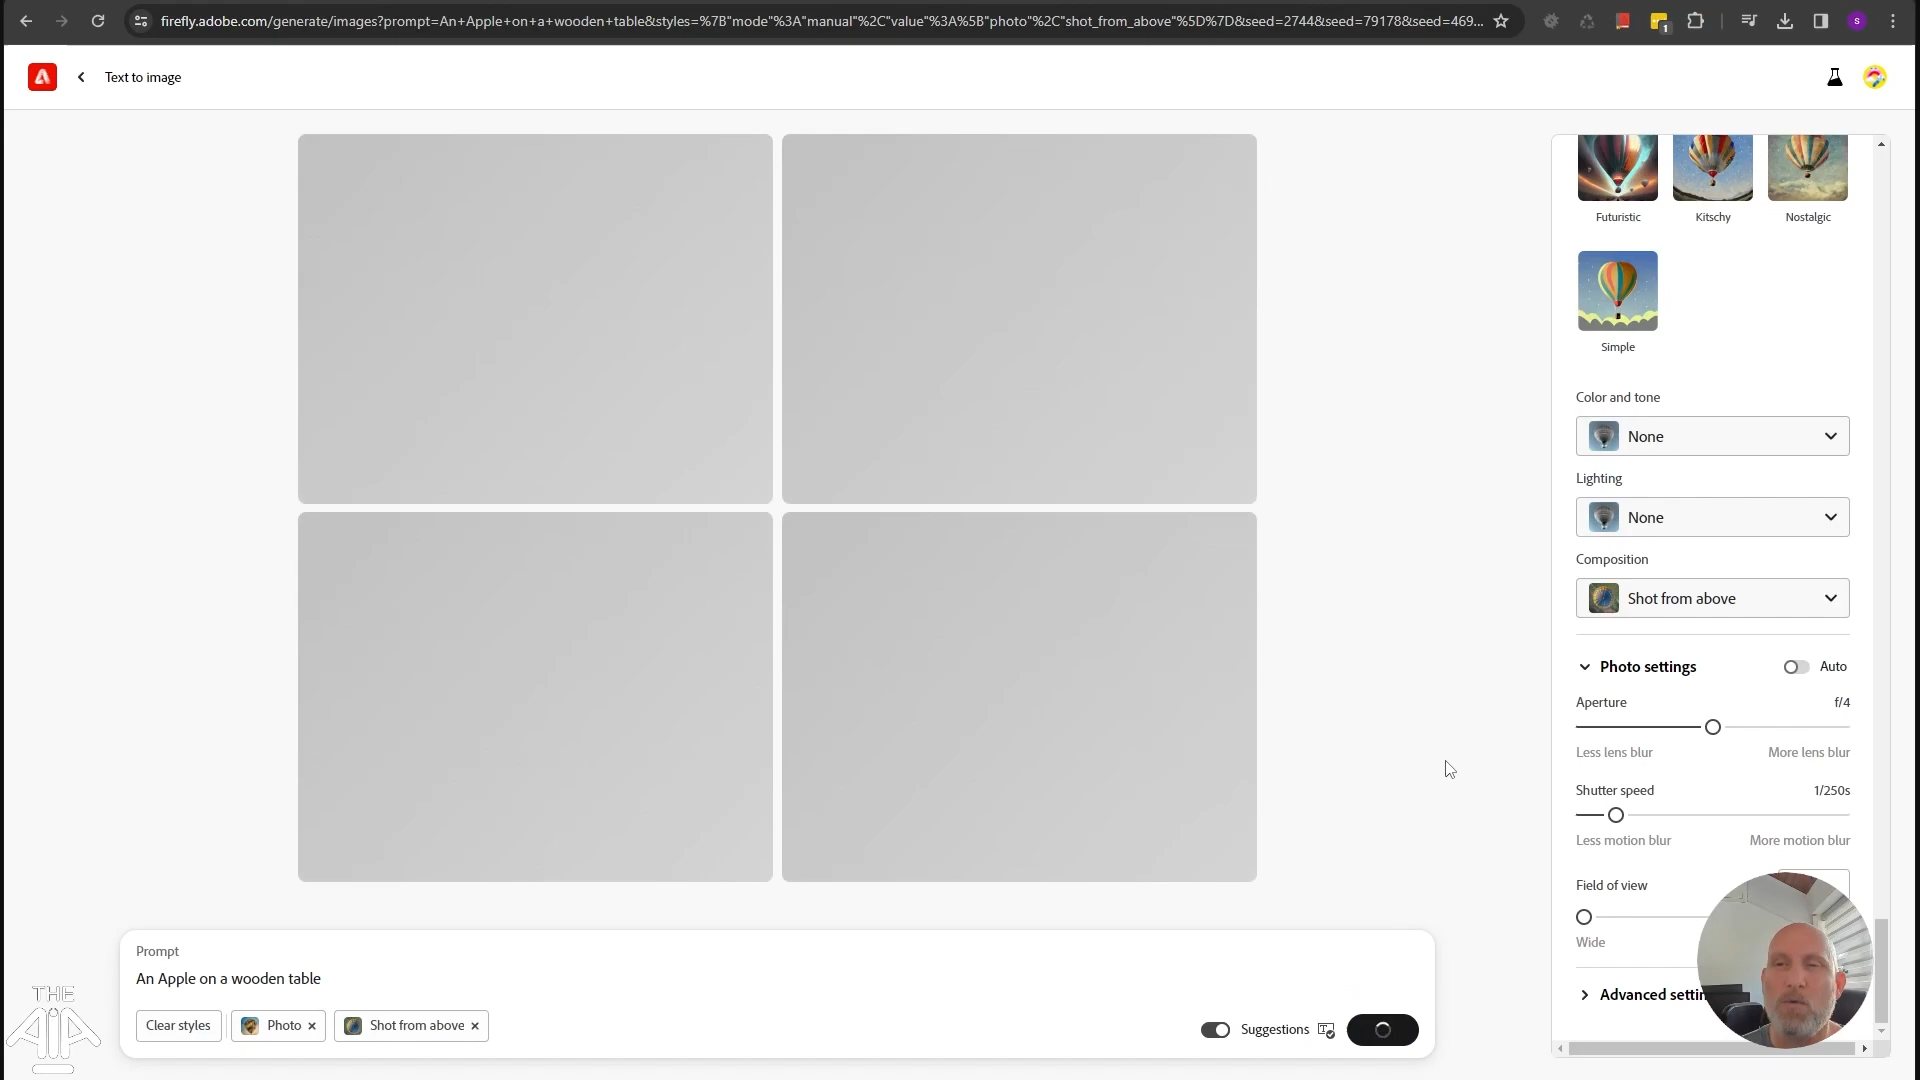 firefly.adobe.com/generate/images?prompt=An+Apple+on+a+wooden+table&styles=%7B"mode"%3A"manual"%2C"value"%3A%5B"photo"%2C"shot_from_above"%5D%7D&seed=2744&seed=79178&seed=469...
1
S
Text to image
Futuristic
Kitschy
Nostalgic
Simple
Color and tone
None
Lighting
None
Composition
Shot from above
Photo settings
Auto
Aperture
f/4
Less lens blur
More lens blur
Shutter speed
1/250s
Less motion blur
More motion blur
Field of view
Wide
Advanced settin
Prompt
An Apple on a wooden table
Clear styles
Photo
Shot from above
Suggestions
THE
AIA